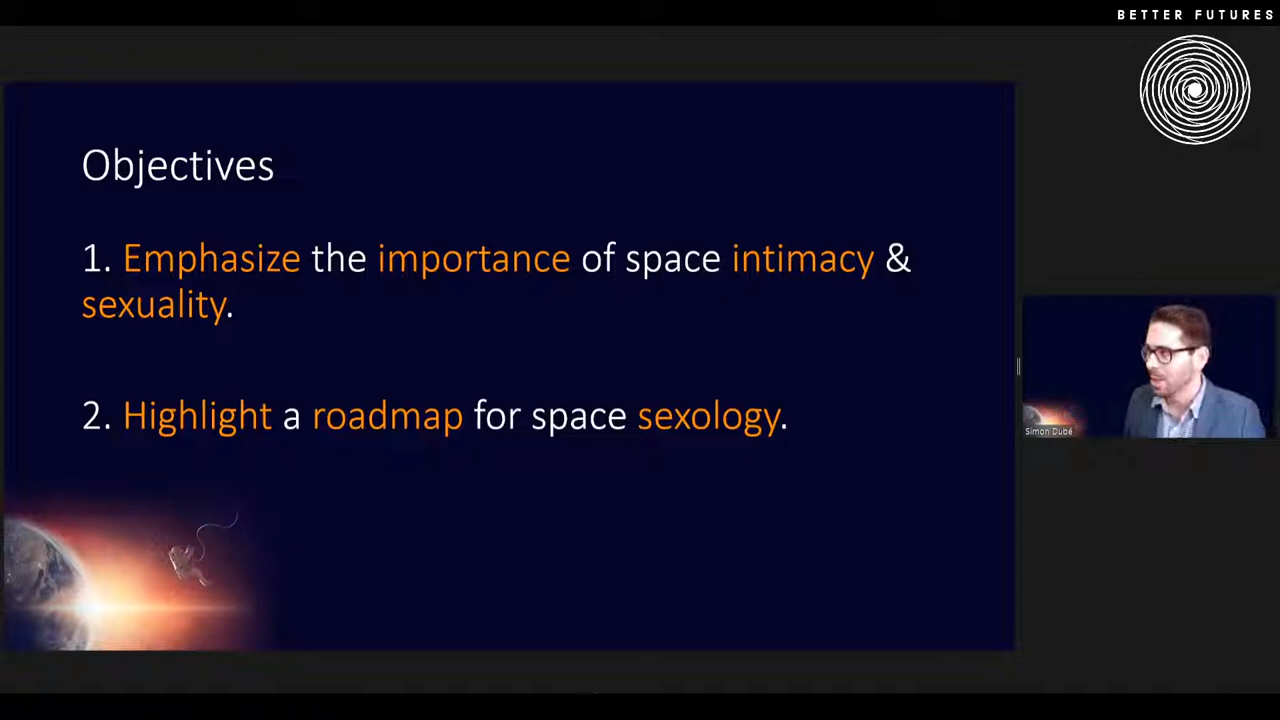 BETTER FUTURES
Objectives
1. Emphasize the importance of space intimacy &
sexuality.
2. Highlight a roadmap for space sexology.
Simon Dubé